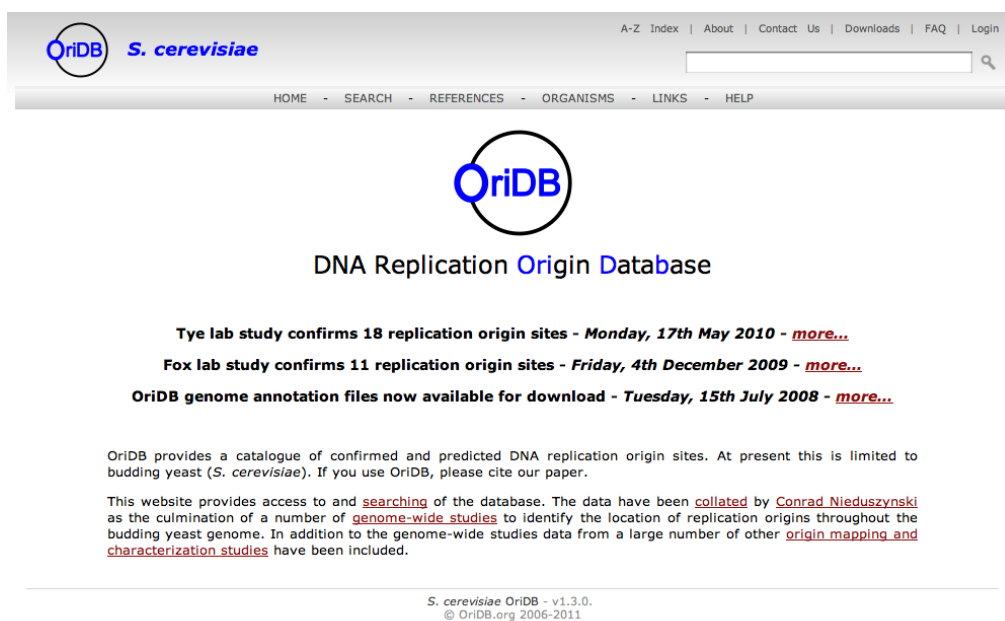 A-Z Index | About | Contact Us | Downloads | FAQ | Login
OriDB S. cerevisiae
HOME - SEARCH - REFERENCES - ORGANISMS - LINKS - HELP
OriDB
DNA Replication Origin Database
Tye lab study confirms 18 replication origin sites - Monday, 17th May 2010 - more...
Fox lab study confirms 11 replication origin sites - Friday, 4th December 2009 - more...
OriDB genome annotation files now available for download - Tuesday, 15th July 2008 - more...
OriDB provides a catalogue of confirmed and predicted DNA replication origin sites. At present this is limited to
budding yeast (S. cerevisiae). If you use OriDB, please cite our paper.
This website provides access to and searching of the database. The data have been collated by Conrad Nieduszynski
as the culmination of a number of genome-wide studies to identify the location of replication origins throughout the
budding yeast genome. In addition to the genome-wide studies data from a large number of other origin mapping and
characterization studies have been included.
S. cerevisiae OriDB - v1.3.0.
© OriDB.org 2006-2011